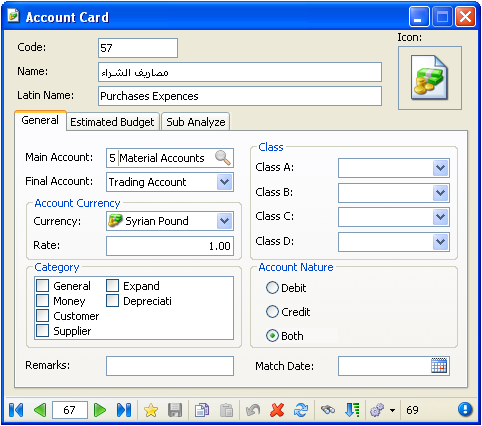 Account Card
Code: 57
Icon:
Name: مصاريف الشراء
Latin Name: Purchases Expences
General Estimated Budget Sub Analyze
Main Account: 5 Material Accounts
Final Account: Trading Account
Account Currency
Currency: Syrian Pound
Rate: 1.00
Class
Class A:
Class B:
Class C:
Class D:
Category
General Expand
Money Depreciati
Customer
Supplier
Account Nature
Debit
Credit
Both
Remarks:
Match Date:
67 69